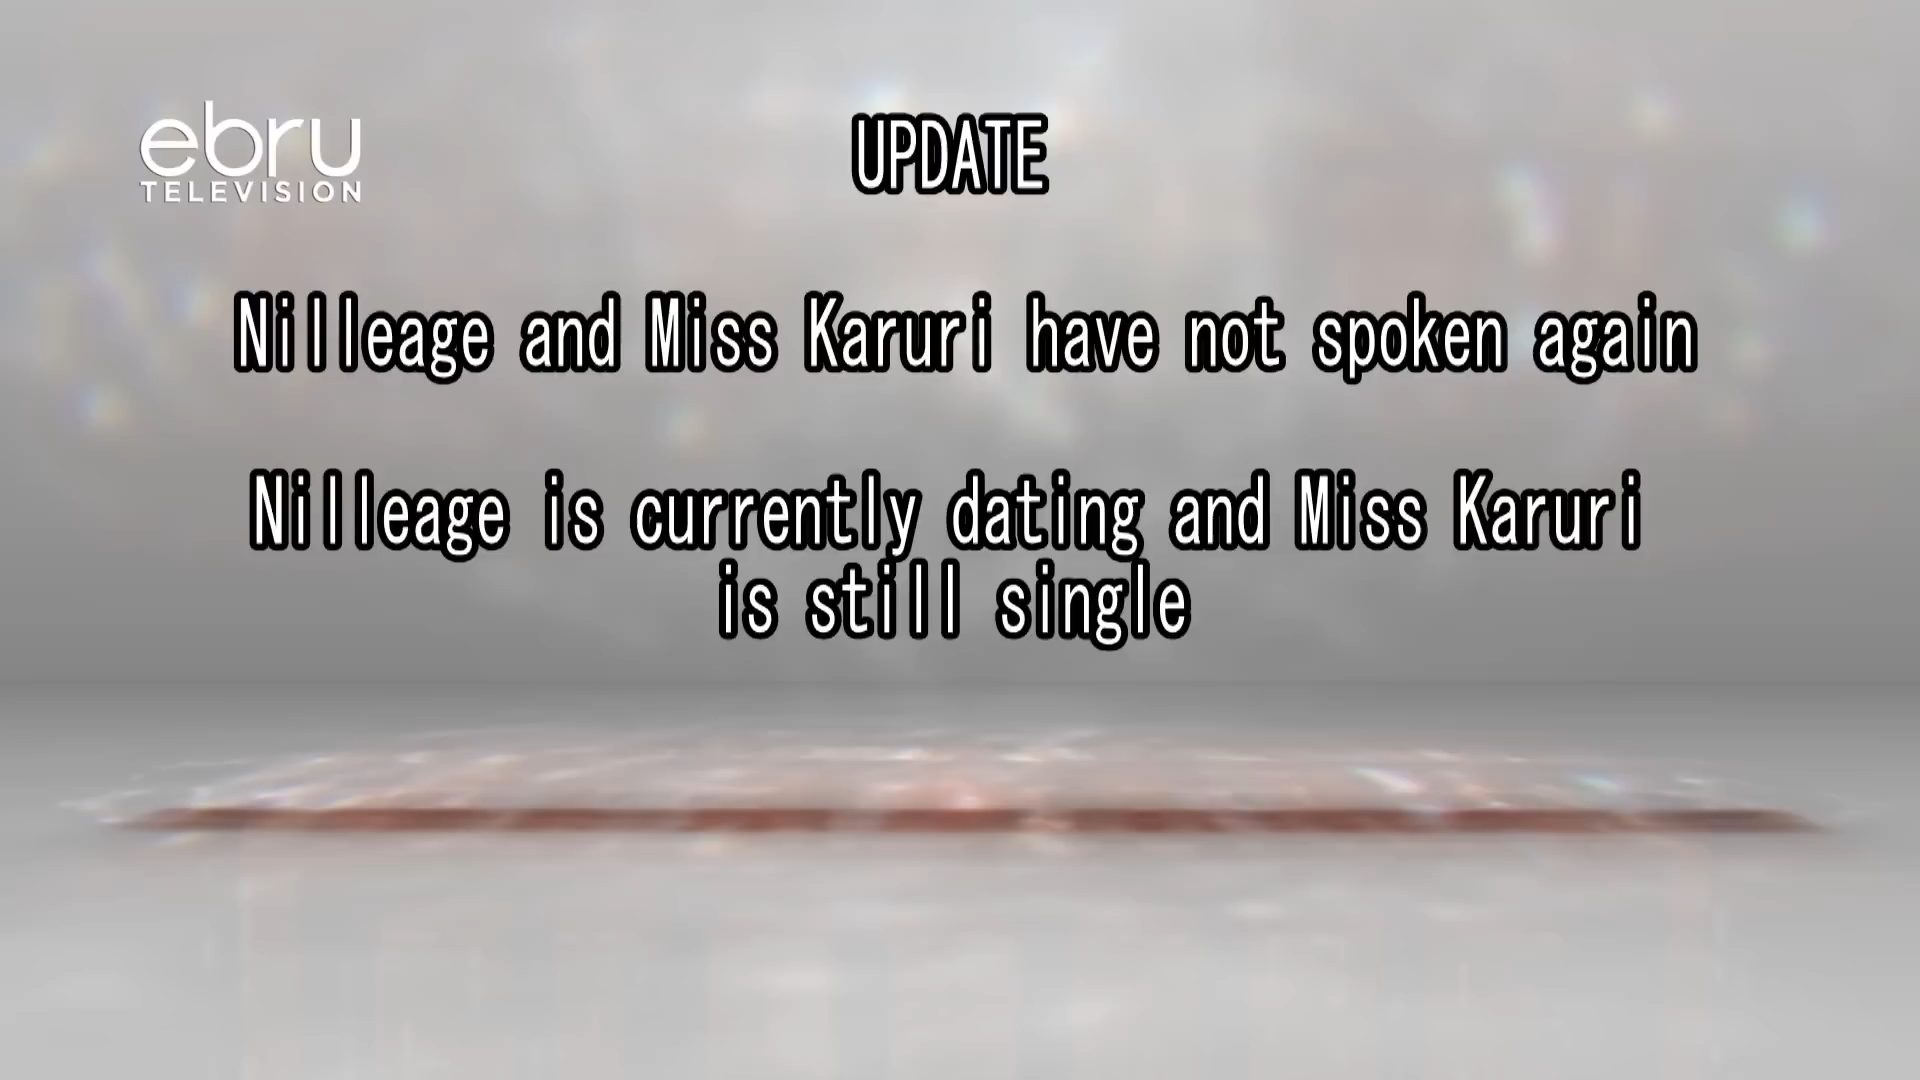 ebru
TELEVISION
UPDATE
Nilleage and Miss Karuri have not spoken again
Nilleage is currently dating and Miss Karuri
is still single